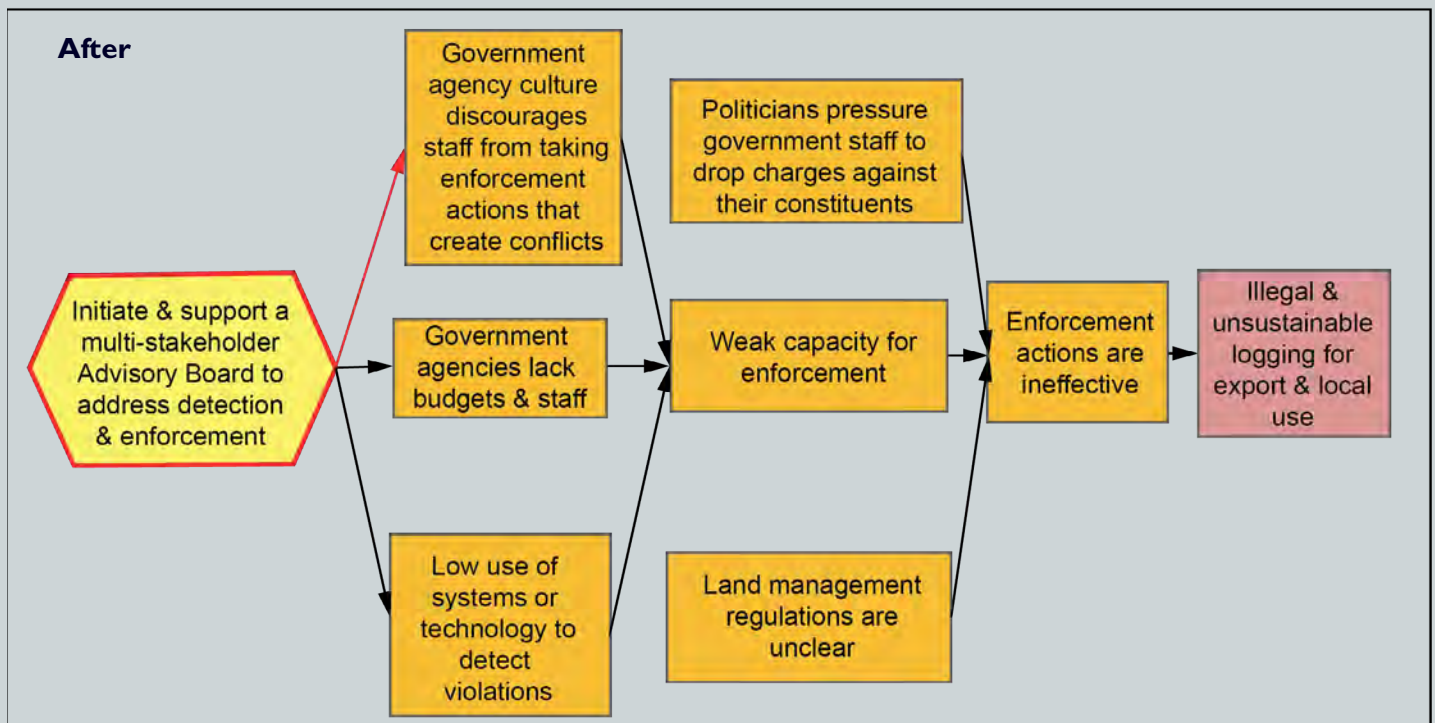 After
Government
agency culture
discourages
staff from taking
enforcement
actions that
create conflicts
Politicians pressure
government staff to
drop charges against
their constituents
Initiate & support a
multi-stakeholder
Advisory Board to
address detection
& enforcement
Government
agencies lack
budgets & staff
Weak capacity for
enforcement
Enforcement
actions are
ineffective
Illegal &
unsustainable
logging for
export & local
use
Low use of
systems or
technology to
detect
violations
Land management
regulations are
unclear